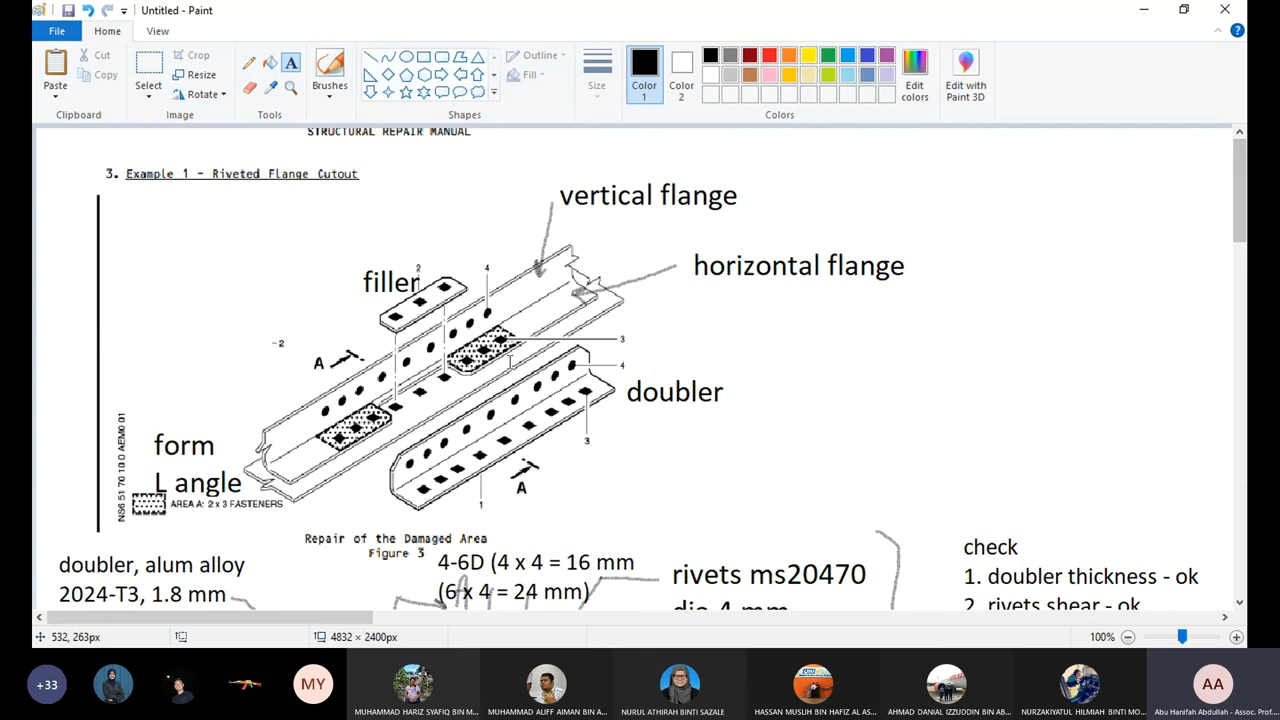 Untitled - Paint
File
Home
View
Paste
Cut
Copy
Clipboard
Select
Crop
Resize
Rotate
Image
A
Tools
Brushes
Outline
Fill
Shapes
Size
Color
1
Color
2
Edit
colors
Edit with
Paint 3D
Colors
STRUCTURAL REPAIR MANUAL
3. Example 1 - Riveted Flange Cutout
vertical flange
horizontal flange
filler
2
4
-2
A
3
4
doubler
3
A
1
form
L angle
AREA A: 2 x 3 FASTENERS
NS6 51 70 10 0 AEM0 01
Repair of the Damaged Area
Figure 3
doubler, alum alloy
2024-T3, 1.8 mm
4-6D (4 x 4 = 16 mm
(6 x 4 = 24 mm)
rivets ms20470
dia 4 mm
check
1. doubler thickness - ok
2. rivets shear - ok
532, 263px
4832 × 2400px
100%
+33
MY
MUHAMMAD HARIZ SYAFIQ BIN M...
MUHAMMAD ALIFF AIMAN BIN A...
NURUL ATHIRAH BINTI SAZALE
HASSAN MUSLIH BIN HAFIZ AL AS...
AHMAD DANIAL IZZUDDIN BIN AB...
NURZAKIYATUL HILMIAH BINTI MO...
AA
Abu Hanifah Abdullah - Assoc. Prof...